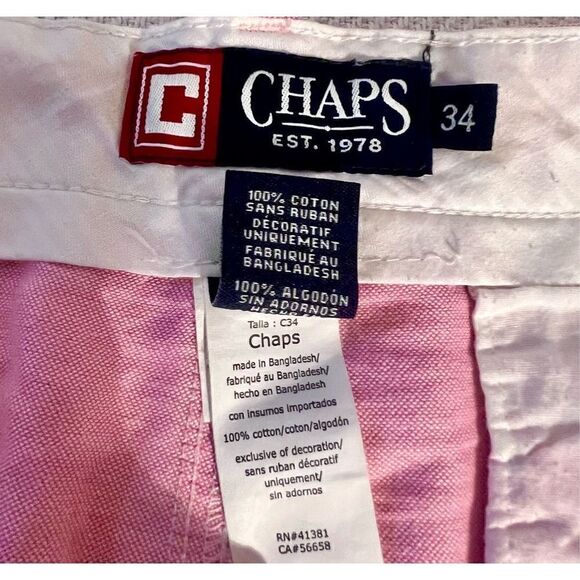 C
CHAPS
EST. 1978
34
100% COTON
SANS RUBAN
DÉCORATIF
UNIQUEMENT
FABRIQUÉ AU
BANGLADESH
100% ALGODÓN
SIN ADORNOS
Talla : C34
Chaps
made in Bangladesh/
fabriqué au Bangladesh/
hecho en Bangladesh
con insumos importados
100% cotton/coton/algodón
exclusive of decoration/
sans ruban décoratif
uniquement/
sin adornos
RN#41381
CA#56658